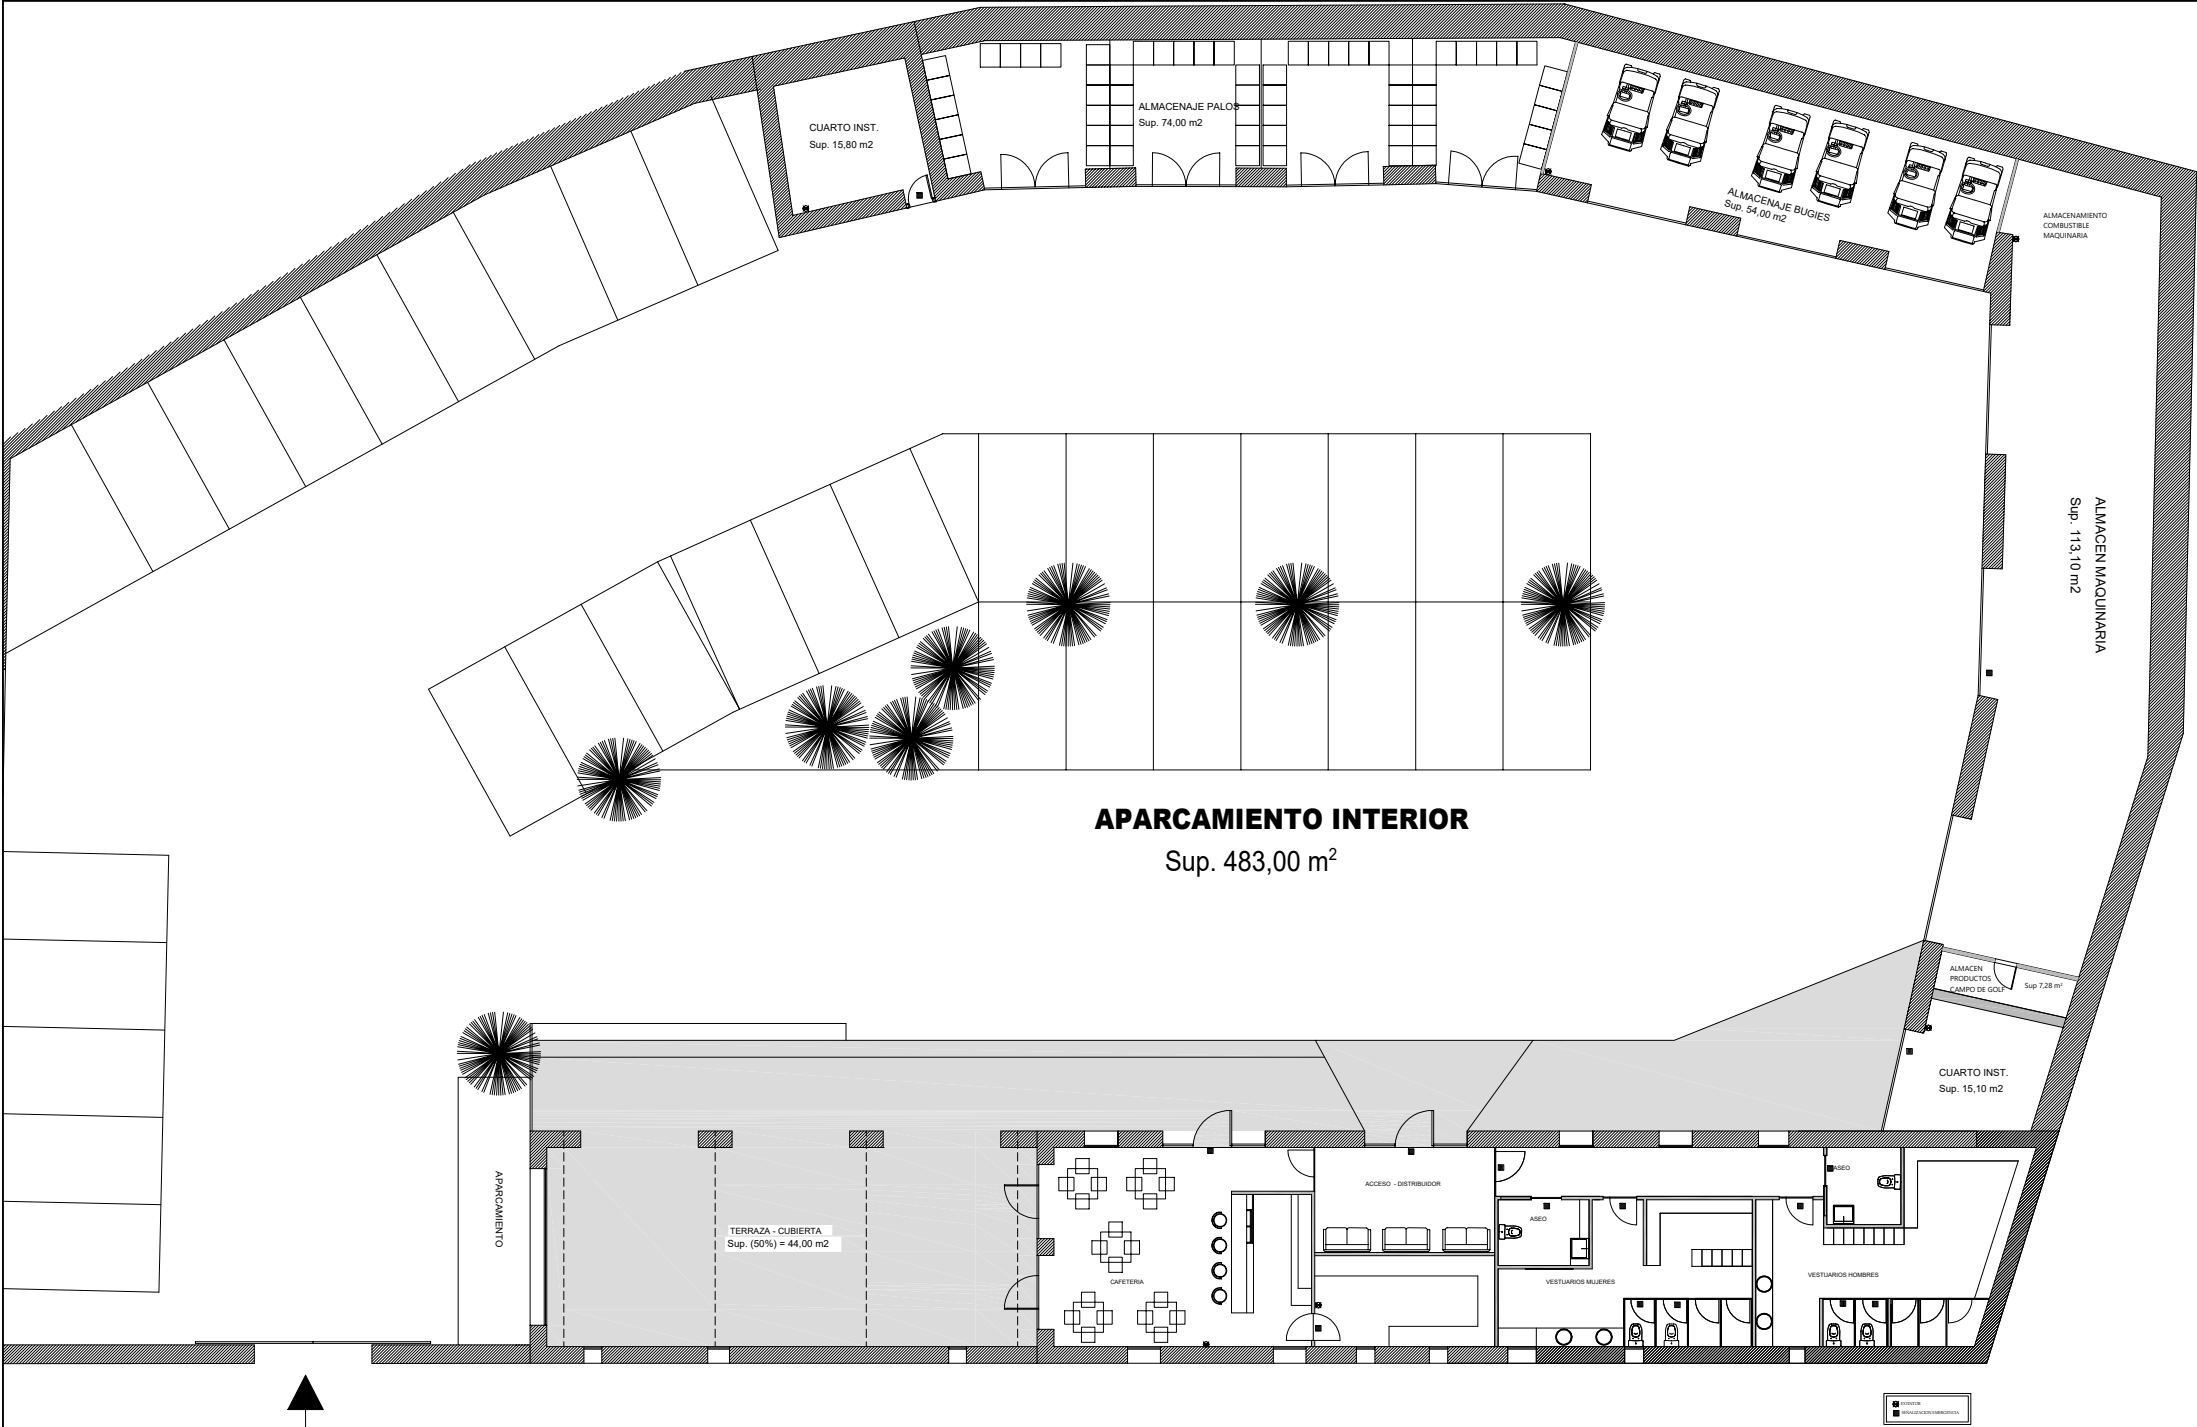 CUARTO INST.
Sup. 15,80 m2
ALMACENAJE PALOS
Sup. 74,00 m2
ALMACENAJE BUGIES
Sup. 54,00 m2
ALMACENAMIENTO
COMBUSTIBLE
MAQUINARIA
ALMACEN MAQUINARIA
Sup. 113,10 m2
APARCAMIENTO INTERIOR
Sup. 483,00 m²
ALMACEN
PRODUCTOS
CAMPO DE GOLF
Sup 7,28 m²
CUARTO INST.
Sup. 15,10 m2
APARCAMIENTO
TERRAZA - CUBIERTA
Sup. (50%) = 44,00 m2
CAFETERIA
ACCESO - DISTRIBUIDOR
ASEO
VESTUARIOS MUJERES
ASEO
VESTUARIOS HOMBRES
EXTINTOR
SEÑALIZACION EMERGENCIA